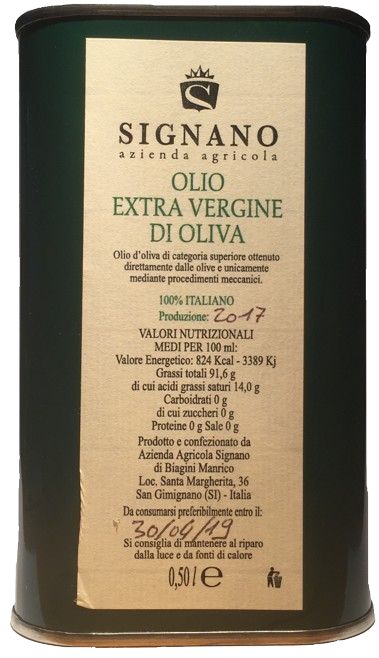 S
SIGNANO
azienda agricola
OLIO
EXTRA VERGINE
DI OLIVA
Olio d'oliva di categoria superiore ottenuto
direttamente dalle olive e unicamente
mediante procedimenti meccanici.
100% ITALIANO
Produzione: 2017
VALORI NUTRIZIONALI
MEDI PER 100 ml:
Valore Energetico: 824 Kcal - 3389 Kj
Grassi totali 91,6 g
di cui acidi grassi saturi 14,0 g
Carboidrati 0 g
di cui zuccheri 0 g
Proteine 0 g Sale 0 g
Prodotto e confezionato da
Azienda Agricola Signano
di Biagini Manrico
Loc. Santa Margherita, 36
San Gimignano (SI) - Italia
Da consumarsi preferibilmente entro il:
30/04/19
Si consiglia di mantenere al riparo
dalla luce e da fonti di calore
0,50 l e